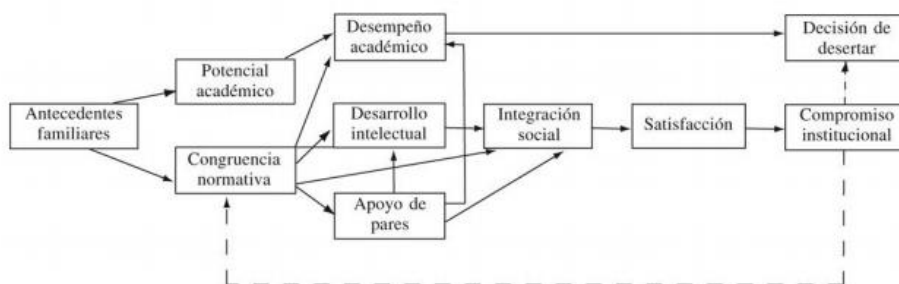 Desempeño
académico
Decisión de
desertar
Potencial
académico
Antecedentes
familiares
Desarrollo
intelectual
Integración
social
Satisfacción
Compromiso
institucional
Congruencia
normativa
Apoyo de
pares